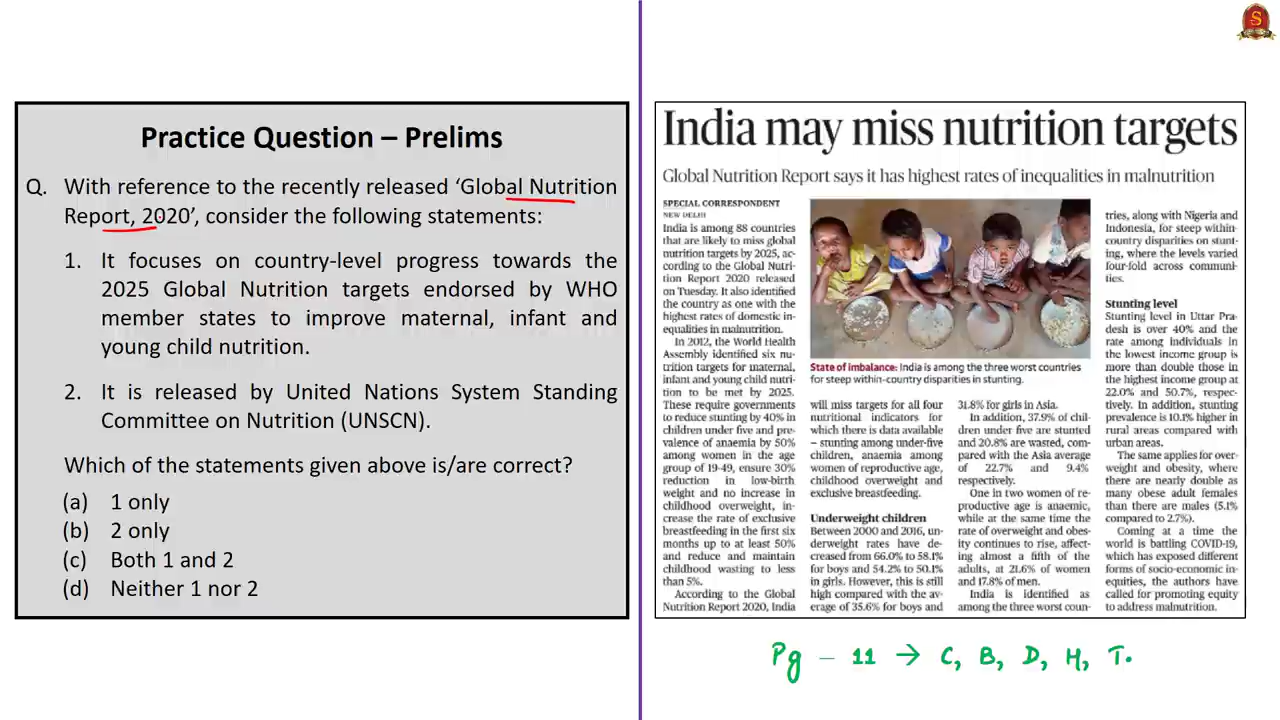 Practice Question – Prelims
Q. With reference to the recently released ‘Global Nutrition
Report, 2020’, consider the following statements:
1. It focuses on country-level progress towards the
2025 Global Nutrition targets endorsed by WHO
member states to improve maternal, infant and
young child nutrition.
2. It is released by United Nations System Standing
Committee on Nutrition (UNSCN).
Which of the statements given above is/are correct?
(a) 1 only
(b) 2 only
(c) Both 1 and 2
(d) Neither 1 nor 2
S
India may miss nutrition targets
Global Nutrition Report says it has highest rates of inequalities in malnutrition
SPECIAL CORRESPONDENT
NEW DELHI
India is among 88 countries
that are likely to miss global
nutrition targets by 2025, ac-
cording to the Global Nutri-
tion Report 2020 released
on Tuesday. It also identified
the country as one with the
highest rates of domestic in-
equalities in malnutrition.
In 2012, the World Health
Assembly identified six nu-
trition targets for maternal,
infant and young child nutri-
tion to be met by 2025.
These require governments
to reduce stunting by 40% in
children under five and pre-
valence of anaemia by 50%
among women in the age
group of 19-49, ensure 30%
reduction in low-birth
weight and no increase in
childhood overweight, in-
crease the rate of exclusive
breastfeeding in the first six
months up to at least 50%
and reduce and maintain
childhood wasting to less
than 5%.
According to the Global
Nutrition Report 2020, India
State of imbalance: India is among the three worst countries
for steep within-country disparities in stunting.
will miss targets for all four
nutritional indicators for
which there is data available
– stunting among under-five
children, anaemia among
women of reproductive age,
childhood overweight and
exclusive breastfeeding.
Underweight children
Between 2000 and 2016, un-
derweight rates have de-
creased from 66.0% to 58.1%
for boys and 54.2% to 50.1%
in girls. However, this is still
high compared with the av-
erage of 35.6% for boys and
31.8% for girls in Asia.
In addition, 37.9% of chil-
dren under five are stunted
and 20.8% are wasted, com-
pared with the Asia average
of 22.7% and 9.4%
respectively.
One in two women of re-
productive age is anaemic,
while at the same time the
rate of overweight and obes-
ity continues to rise, affect-
ing almost a fifth of the
adults, at 21.6% of women
and 17.8% of men.
India is identified as
among the three worst coun-
tries, along with Nigeria and
Indonesia, for steep within-
country disparities on stunt-
ing, where the levels varied
four-fold across communi-
ties.
Stunting level
Stunting level in Uttar Pra-
desh is over 40% and the
rate among individuals in
the lowest income group is
more than double those in
the highest income group at
22.0% and 50.7%, respec-
tively. In addition, stunting
prevalence is 10.1% higher in
rural areas compared with
urban areas.
The same applies for over-
weight and obesity, where
there are nearly double as
many obese adult females
than there are males (5.1%
compared to 2.7%).
Coming at a time the
world is battling COVID-19,
which has exposed different
forms of socio-economic in-
equities, the authors have
called for promoting equity
to address malnutrition.
Pg – 11 → C, B, D, H, T.